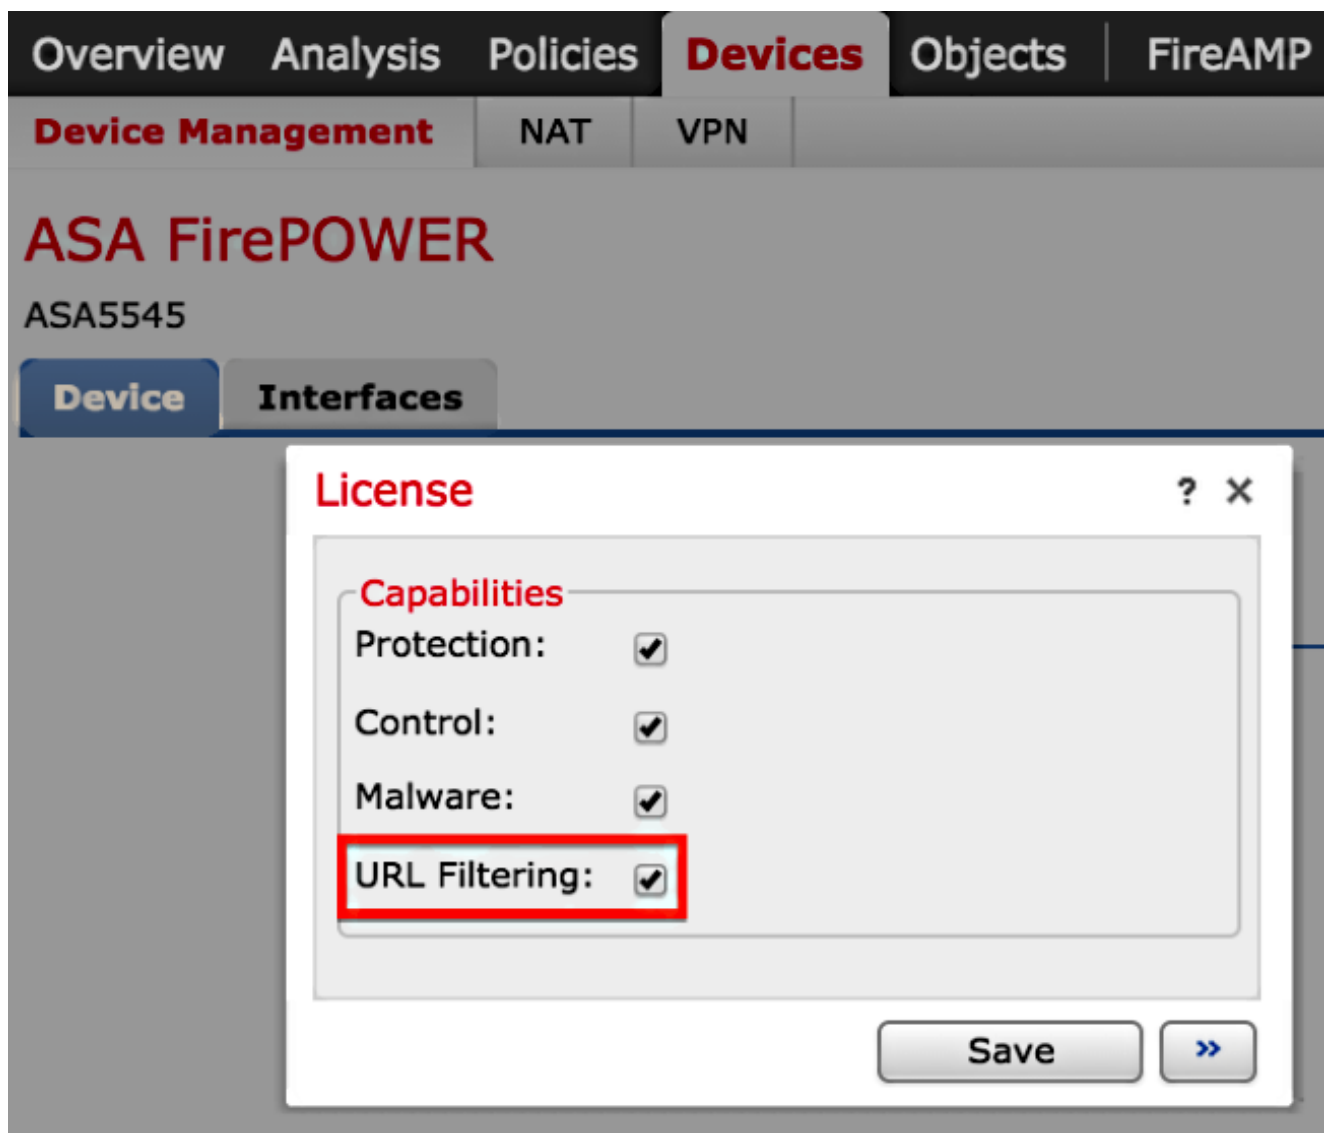 Overview Analysis Policies Devices Objects FireAMP
Device Management NAT VPN
ASA FirePOWER
ASA5545
Device Interfaces
License ? ×
Capabilities
Protection:
Control:
Malware:
URL Filtering:
Save »